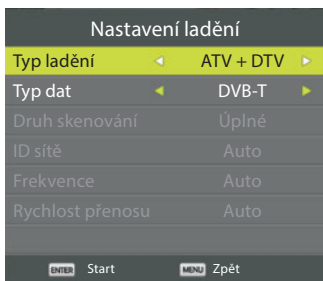 Nastavení ladění
Typ ladění ATV + DTV
Typ dat DVB-T
Druh skenování Úplné
ID sítě Auto
Frekvence Auto
Rychlost přenosu Auto
ENTER Start MENU Zpět